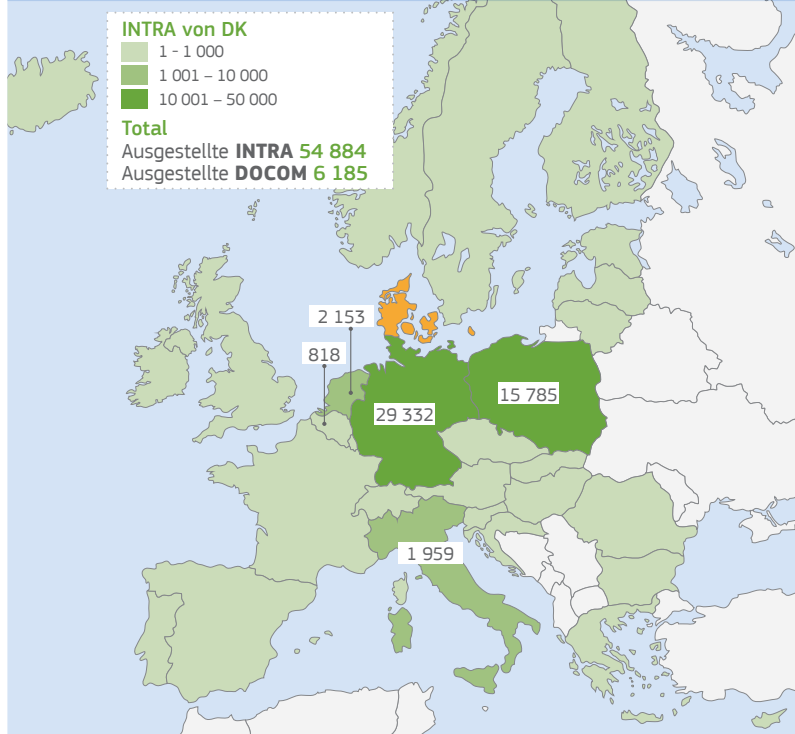 INTRA von DK
1 - 1 000
1 001 – 10 000
10 001 – 50 000
Total
Ausgestellte INTRA 54 884
Ausgestellte DOCOM 6 185
2 153
818
29 332
15 785
1 959